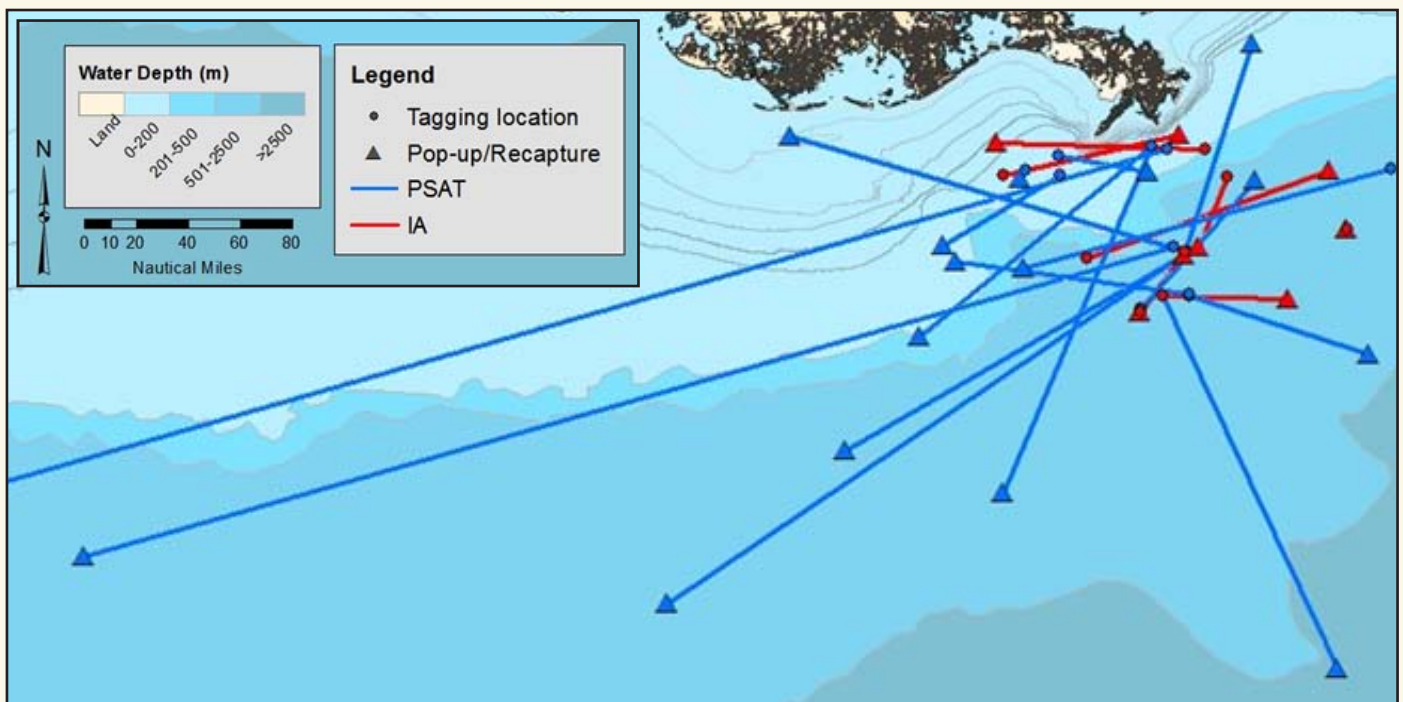 Water Depth (m)
Land
0-200
201-500
501-2500
>2500
N
0 10 20 40 60 80
Nautical Miles
Legend
Tagging location
Pop-up/Recapture
PSAT
IA